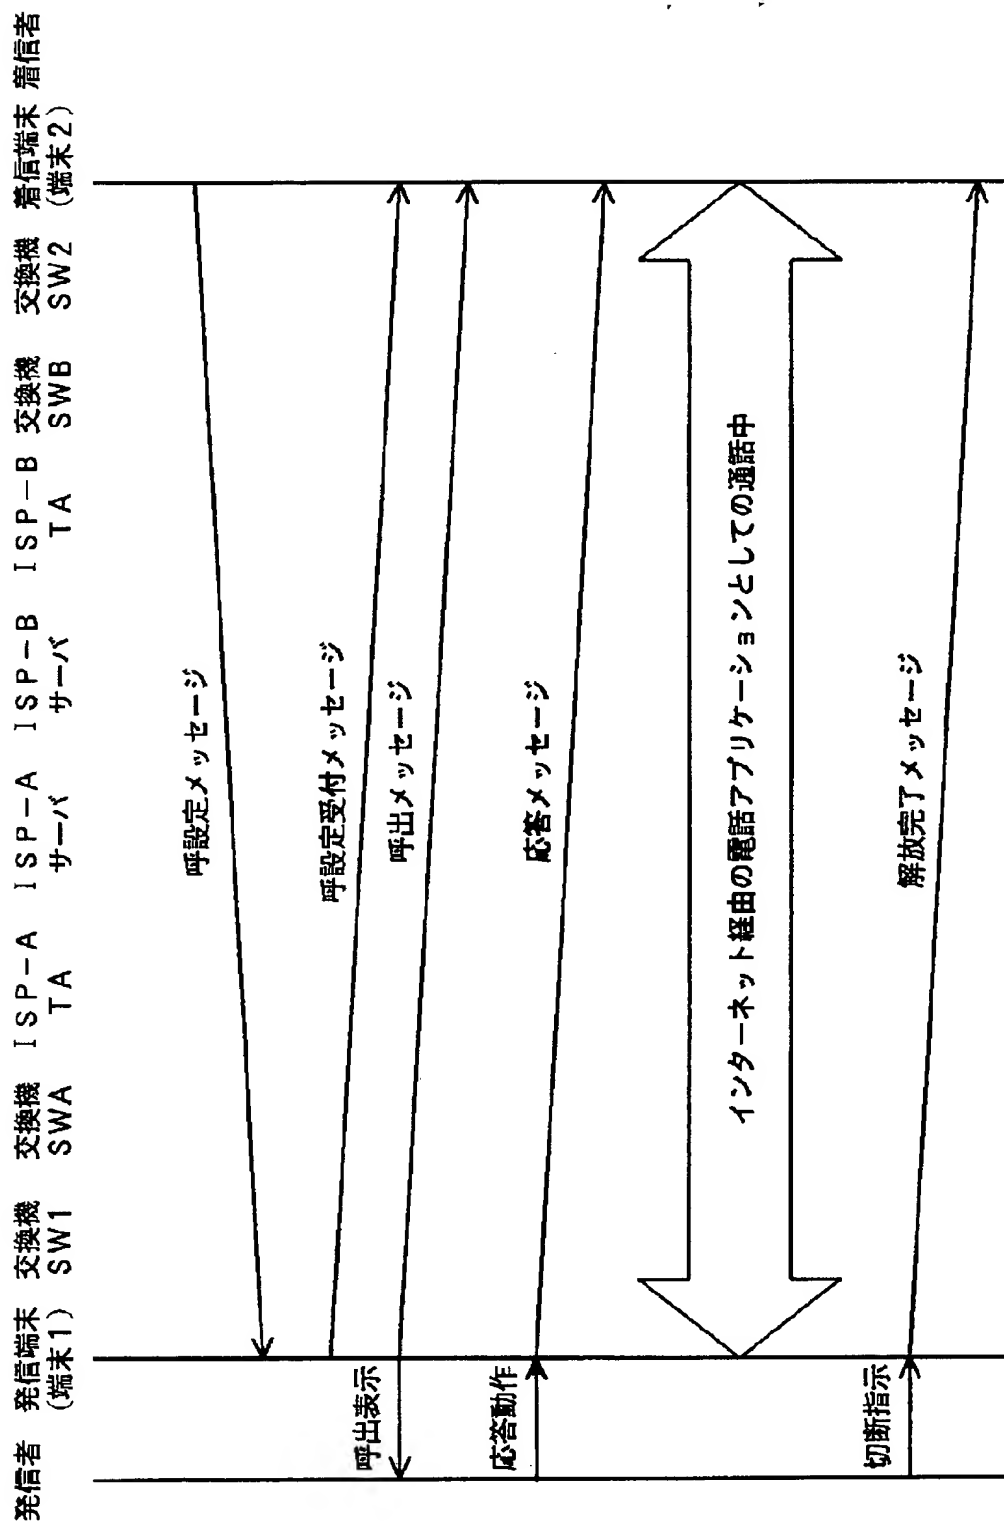 発信者 発信端末 交換機 交換機 ISP-A ISP-A ISP-B ISP-B 交換機 交換機 着信端末 着信者
(端末1) SW1 SWA TA サーバ サーバ TA SWB SW2 (端末2)
呼設定メッセージ
呼設定受付メッセージ
呼出表示
呼出メッセージ
応答動作
応答メッセージ
インターネット経由の電話アプリケーションとしての通話中
切断指示
解放完了メッセージ